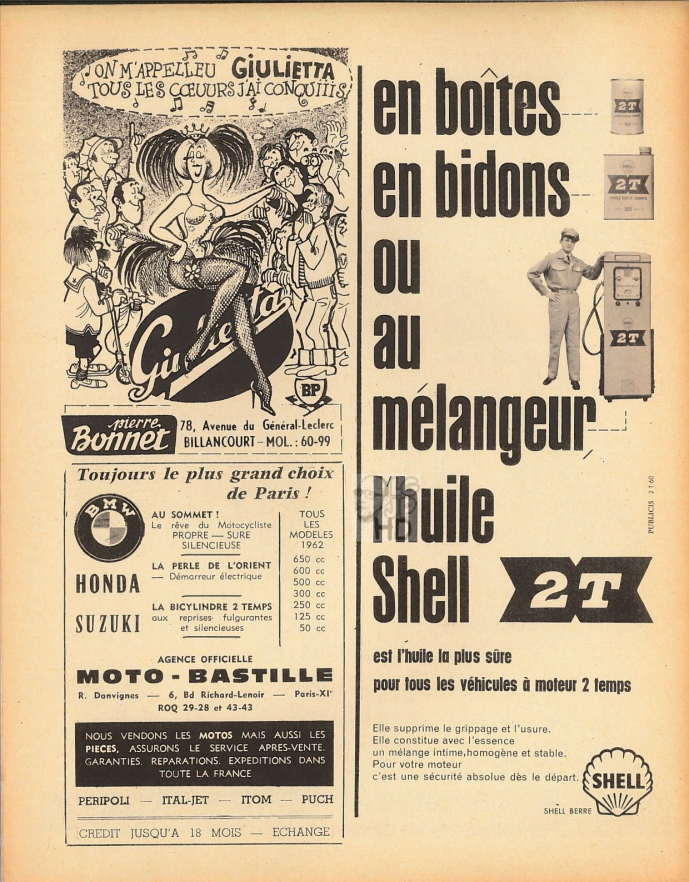 ON M'APPELLEU GIULIETTA
TOUS LES CŒUURS J'AI CONQUIIIS
Giulietta
BP
pierre
Bonnet
78, Avenue du Général-Leclerc
BILLANCOURT - MOL.: 60-99
Toujours le plus grand choix
de Paris !
BMW
AU SOMMET !
Le rêve du Motocycliste
PROPRE — SURE
SILENCIEUSE
HONDA
LA PERLE DE L'ORIENT
— Démarreur électrique
SUZUKI
LA BICYLINDRE 2 TEMPS
aux reprises fulgurantes
et silencieuses
TOUS
LES
MODELES
1962
650 cc
600 cc
500 cc
300 cc
250 cc
125 cc
50 cc
AGENCE OFFICIELLE
MOTO - BASTILLE
R. Danvignes — 6, Bd Richard-Lenoir — Paris-XIe
ROQ 29-28 et 43-43
NOUS VENDONS LES MOTOS MAIS AUSSI LES
PIECES, ASSURONS LE SERVICE APRES-VENTE.
GARANTIES. REPARATIONS. EXPEDITIONS DANS
TOUTE LA FRANCE
PERIPOLI — ITAL-JET — ITOM — PUCH
CREDIT JUSQU'A 18 MOIS — ECHANGE
en boîtes
2T
en bidons
2T
ou
au
SHELL
2T
mélangeur
l'huile
Shell 2T
PUBLICIS 2 T 60
est l'huile la plus sûre
pour tous les véhicules à moteur 2 temps
Elle supprime le grippage et l'usure.
Elle constitue avec l'essence
un mélange intime,homogène et stable.
Pour votre moteur
c'est une sécurité absolue dès le départ.
SHELL
SHELL BERRE